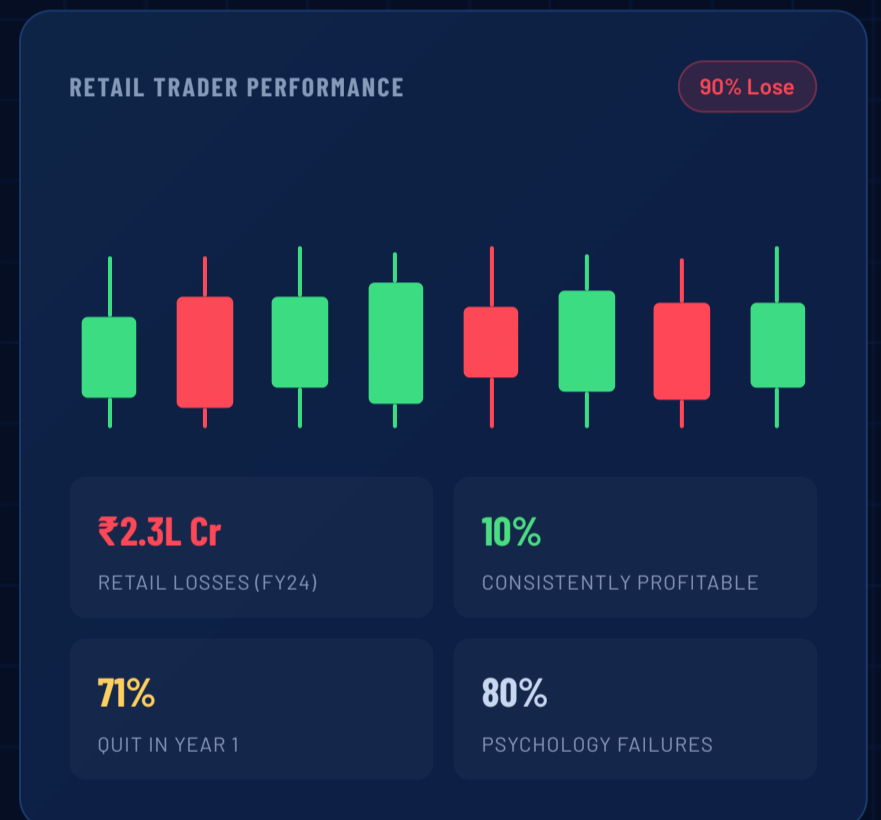 RETAIL TRADER PERFORMANCE
90% Lose
₹2.3L Cr
RETAIL LOSSES (FY24)
10%
CONSISTENTLY PROFITABLE
71%
QUIT IN YEAR 1
80%
PSYCHOLOGY FAILURES